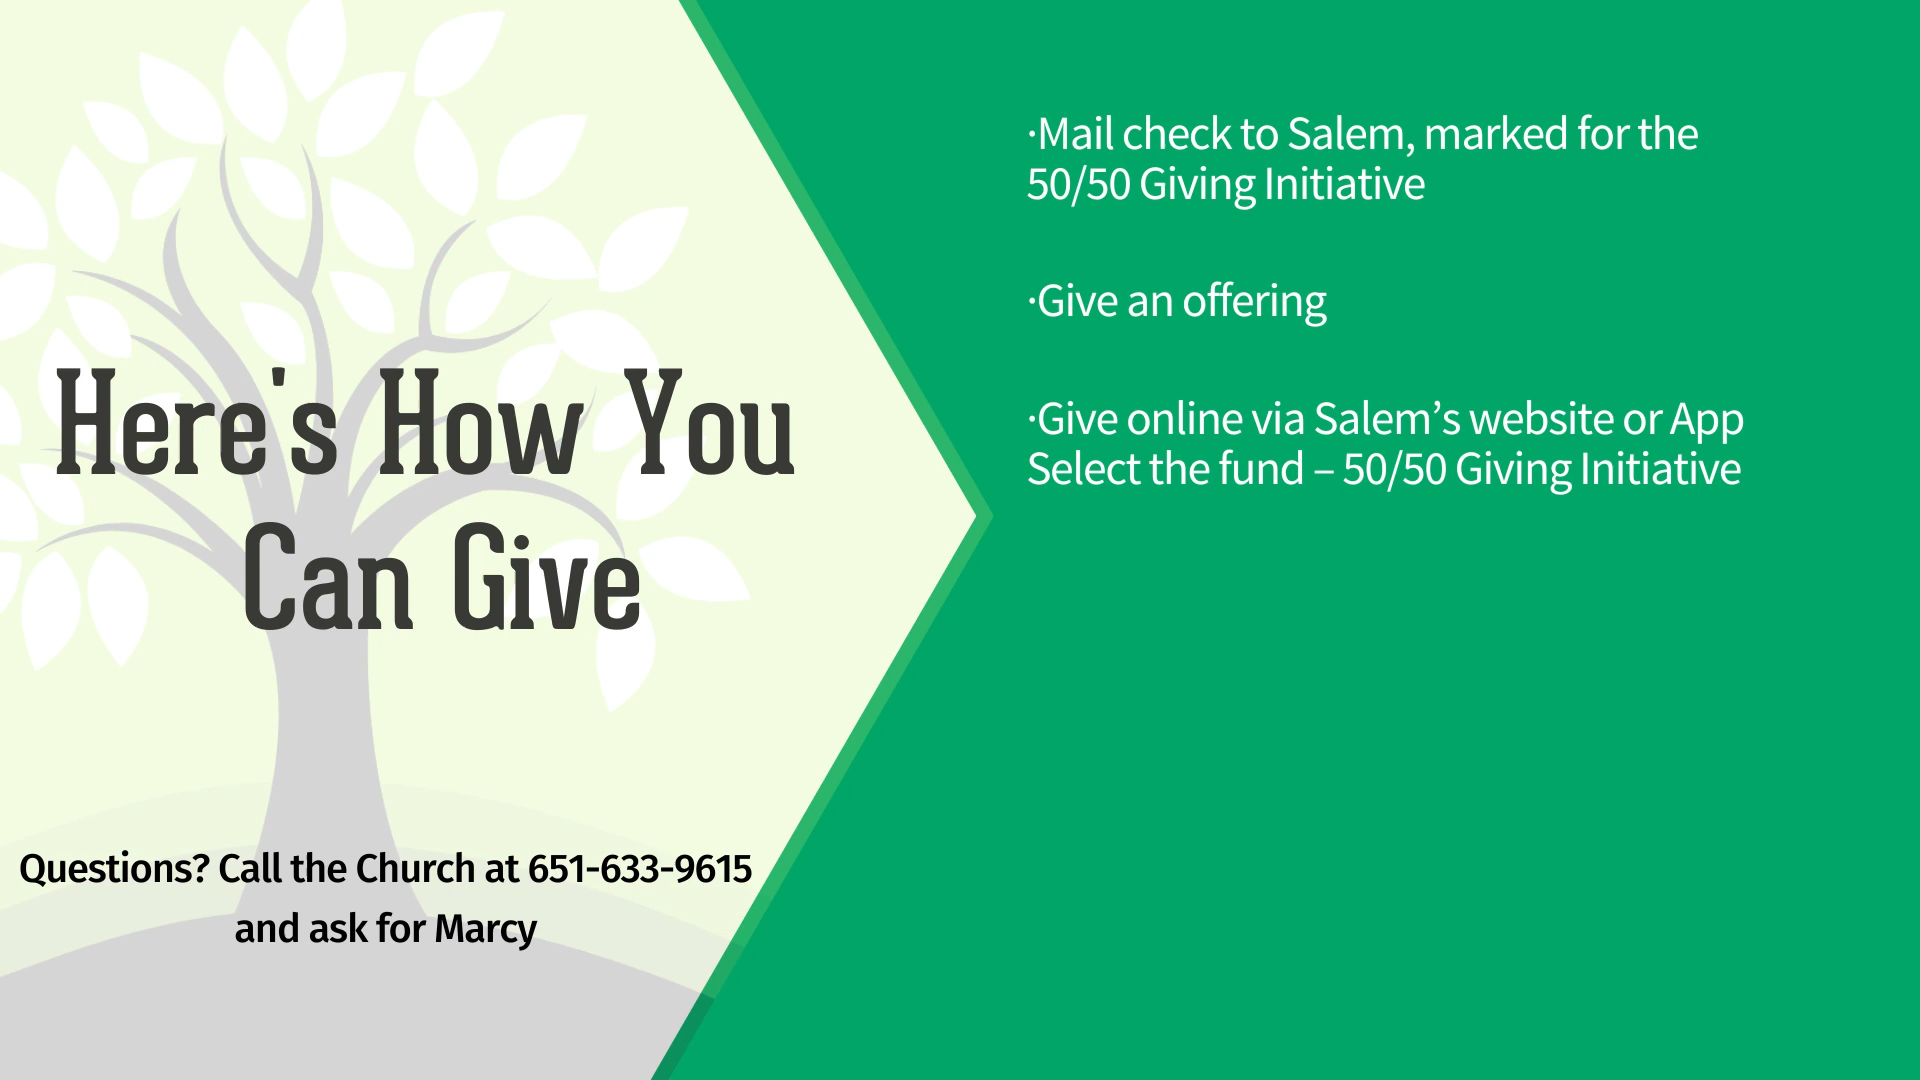 Here's How You
Can Give
Questions? Call the Church at 651-633-9615
and ask for Marcy
·Mail check to Salem, marked for the
50/50 Giving Initiative
·Give an offering
·Give online via Salem’s website or App
Select the fund – 50/50 Giving Initiative